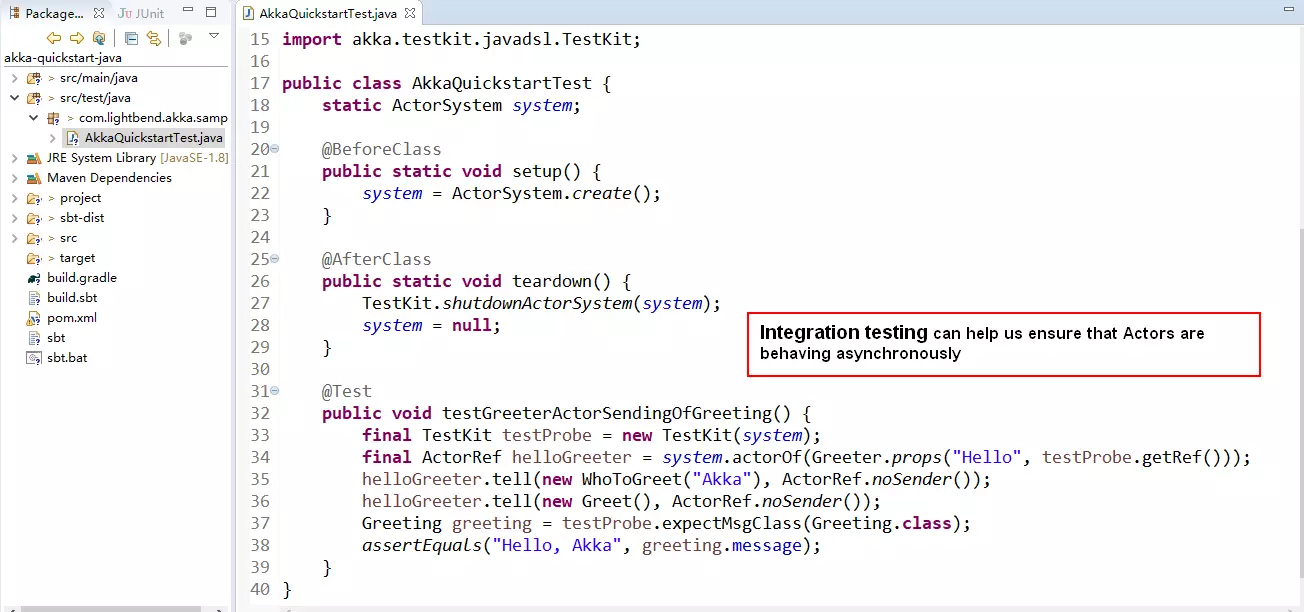 Package...
JUnit
AkkaQuickstartTest.java
akka-quickstart-java
> src/main/java
> src/test/java
> com.lightbend.akka.samp
AkkaQuickstartTest.java
JRE System Library [JavaSE-1.8]
Maven Dependencies
> project
> sbt-dist
> src
> target
build.gradle
build.sbt
pom.xml
sbt
sbt.bat
15 import akka.testkit.javadsl.TestKit;
16
17 public class AkkaQuickstartTest {
18     static ActorSystem system;
19
20     @BeforeClass
21     public static void setup() {
22         system = ActorSystem.create();
23     }
24
25     @AfterClass
26     public static void teardown() {
27         TestKit.shutdownActorSystem(system);
28         system = null;
29     }
30
31     @Test
32     public void testGreeterActorSendingOfGreeting() {
33         final TestKit testProbe = new TestKit(system);
34         final ActorRef helloGreeter = system.actorOf(Greeter.props("Hello", testProbe.getRef()));
35         helloGreeter.tell(new WhoToGreet("Akka"), ActorRef.noSender());
36         helloGreeter.tell(new Greet(), ActorRef.noSender());
37         Greeting greeting = testProbe.expectMsgClass(Greeting.class);
38         assertEquals("Hello, Akka", greeting.message);
39     }
40 }
Integration testing can help us ensure that Actors are
behaving asynchronously